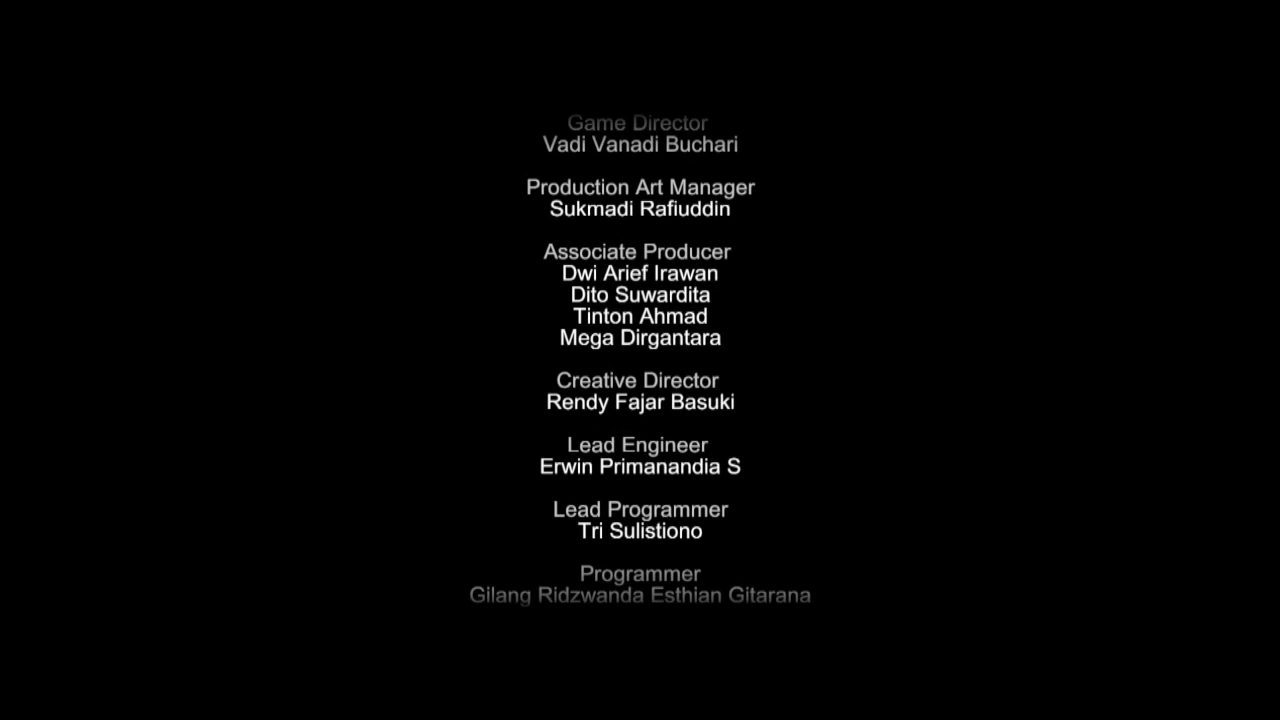 Game Director
Vadi Vanadi Buchari
Production Art Manager
Sukmadi Rafiuddin
Associate Producer
Dwi Arief Irawan
Dito Suwardita
Tinton Ahmad
Mega Dirgantara
Creative Director
Rendy Fajar Basuki
Lead Engineer
Erwin Primanandia S
Lead Programmer
Tri Sulistiono
Programmer
Gilang Ridzwanda Esthian Gitarana